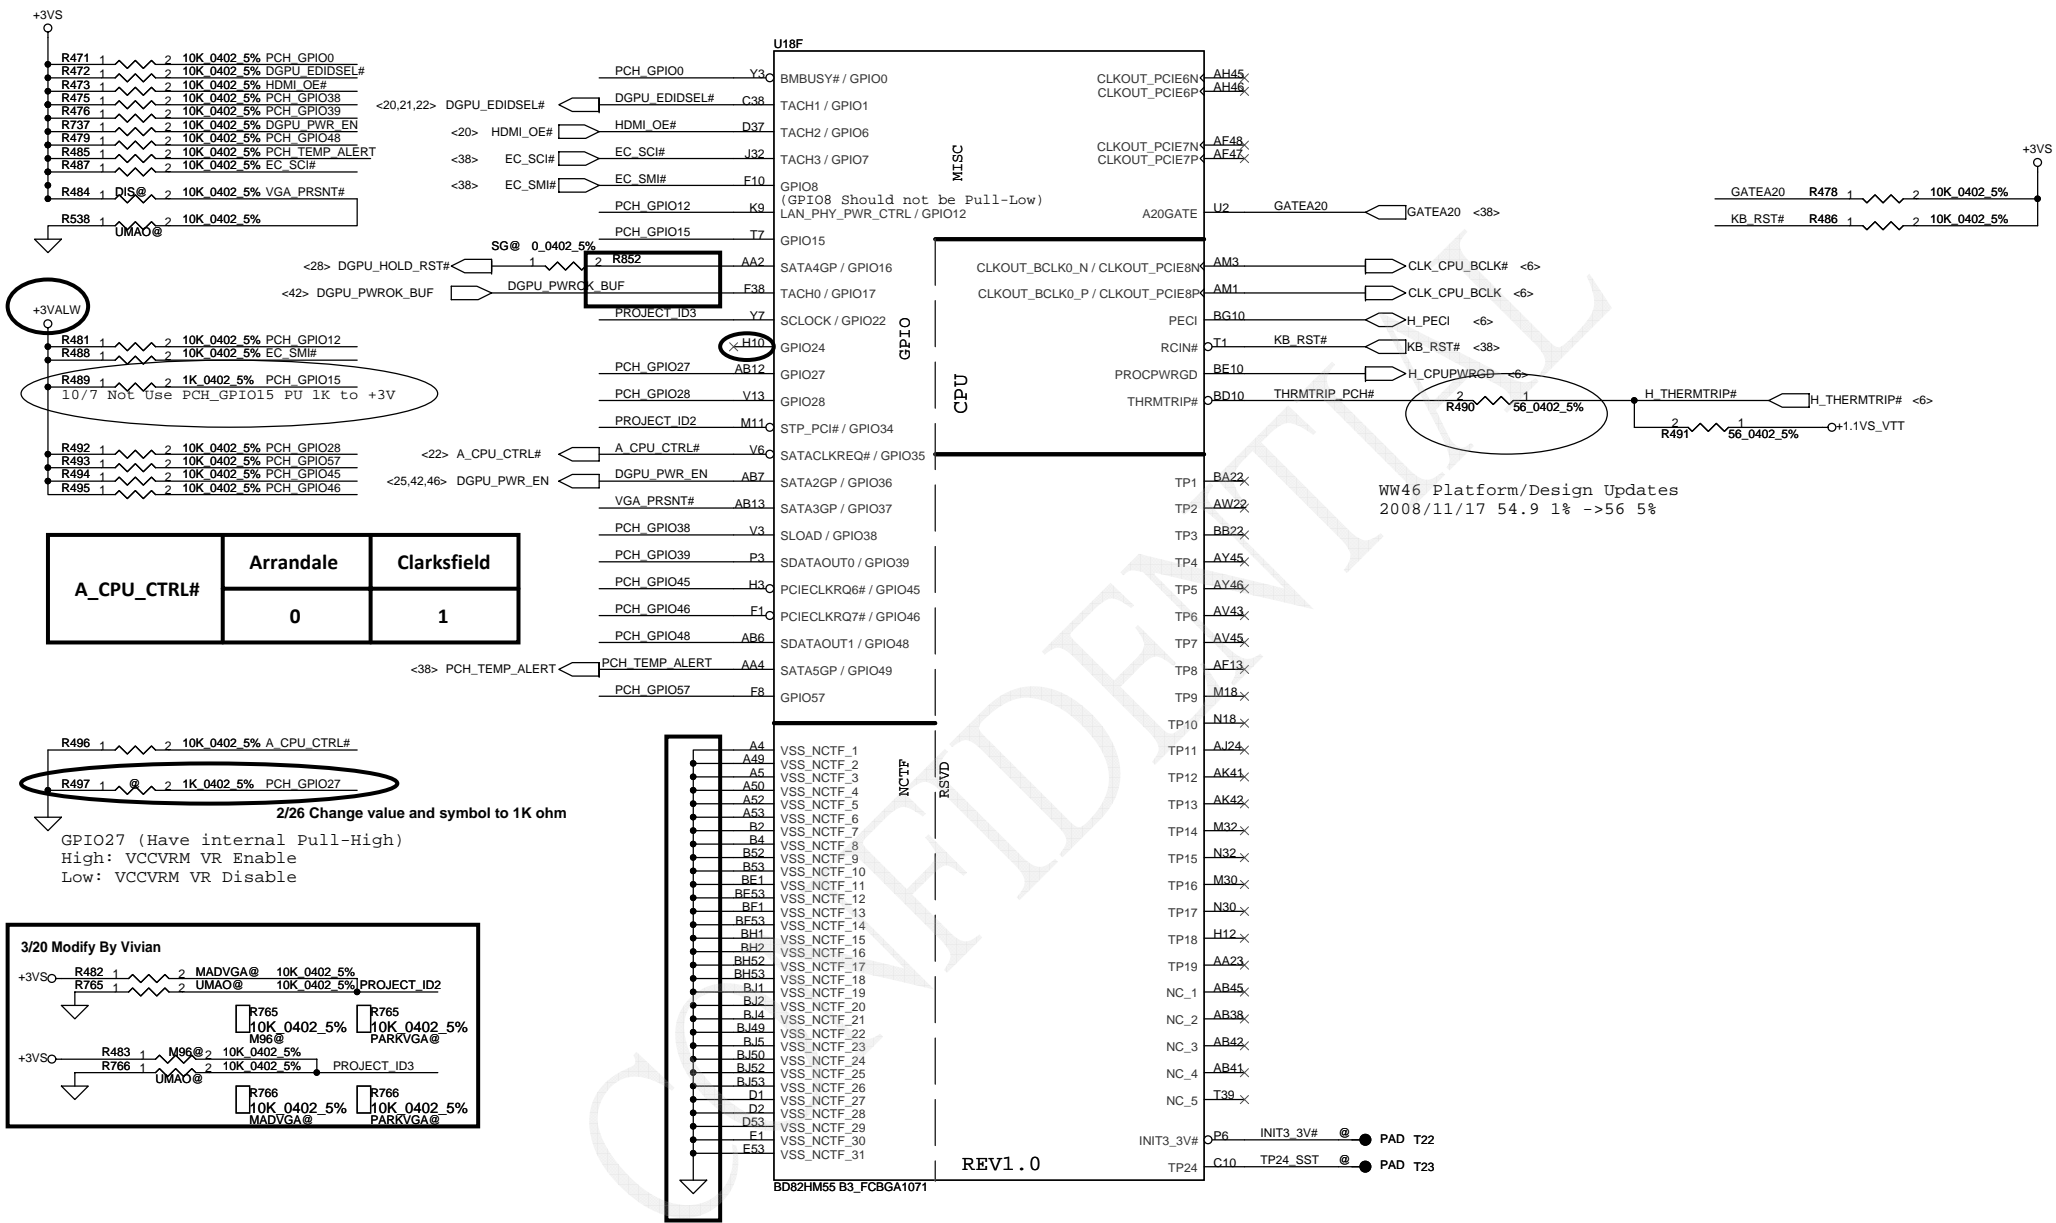 +3VS
R471 1 2 10K_0402_5% PCH_GPIO0
R472 1 2 10K_0402_5% DGPU_EDIDSEL#
R473 1 2 10K_0402_5% HDMI_OE#
R475 1 2 10K_0402_5% PCH_GPIO38
R476 1 2 10K_0402_5% PCH_GPIO39
R737 1 2 10K_0402_5% DGPU_PWR_EN
R479 1 2 10K_0402_5% PCH_GPIO48
R485 1 2 10K_0402_5% PCH_TEMP_ALERT
R487 1 2 10K_0402_5% EC_SCI#
R484 1 DIS@ 2 10K_0402_5% VGA_PRSNT#
R538 1 2 10K_0402_5%
UMAO@
+3VALW
R481 1 2 10K_0402_5% PCH_GPIO12
R488 1 2 10K_0402_5% EC_SMI#
R489 1 2 1K_0402_5% PCH_GPIO15
10/7 Not Use PCH_GPIO15 PU 1K to +3V
R492 1 2 10K_0402_5% PCH_GPIO28
R493 1 2 10K_0402_5% PCH_GPIO57
R494 1 2 10K_0402_5% PCH_GPIO45
R495 1 2 10K_0402_5% PCH_GPIO46
A_CPU_CTRL# Arrandale Clarksfield
0 1
R496 1 2 10K_0402_5% A_CPU_CTRL#
R497 1 @ 2 1K_0402_5% PCH_GPIO27
2/26 Change value and symbol to 1K ohm
GPIO27 (Have internal Pull-High)
High: VCCVRM VR Enable
Low: VCCVRM VR Disable
3/20 Modify By Vivian
+3VS R482 1 2 MADVGA@ 10K_0402_5%
R765 1 2 UMAO@ 10K_0402_5% PROJECT_ID2
R765 R765
10K_0402_5% 10K_0402_5%
M96@ PARKVGA@
+3VS R483 1 M96@ 2 10K_0402_5%
R766 1 2 10K_0402_5% PROJECT_ID3
UMAO@
R766 R766
10K_0402_5% 10K_0402_5%
MADVGA@ PARKVGA@
U18F
PCH_GPIO0 Y3 BMBUSY# / GPIO0
<20,21,22> DGPU_EDIDSEL# DGPU_EDIDSEL# C38 TACH1 / GPIO1
<20> HDMI_OE# HDMI_OE# D37 TACH2 / GPIO6
<38> EC_SCI# EC_SCI# J32 TACH3 / GPIO7
<38> EC_SMI# EC_SMI# F10 GPIO8
(GPIO8 Should not be Pull-Low)
PCH_GPIO12 K9 LAN_PHY_PWR_CTRL / GPIO12
PCH_GPIO15 T7 GPIO15
SG@ 0_0402_5%
<28> DGPU_HOLD_RST# 1 2 R852 AA2 SATA4GP / GPIO16
<42> DGPU_PWROK_BUF DGPU_PWROK_BUF F38 TACH0 / GPIO17
PROJECT_ID3 Y7 SCLOCK / GPIO22
H10 GPIO24
PCH_GPIO27 AB12 GPIO27
PCH_GPIO28 V13 GPIO28
PROJECT_ID2 M11 STP_PCI# / GPIO34
<22> A_CPU_CTRL# A_CPU_CTRL# V6 SATACLKREQ# / GPIO35
<25,42,46> DGPU_PWR_EN DGPU_PWR_EN AB7 SATA2GP / GPIO36
VGA_PRSNT# AB13 SATA3GP / GPIO37
PCH_GPIO38 V3 SLOAD / GPIO38
PCH_GPIO39 P3 SDATAOUT0 / GPIO39
PCH_GPIO45 H3 PCIECLKRQ6# / GPIO45
PCH_GPIO46 F1 PCIECLKRQ7# / GPIO46
PCH_GPIO48 AB6 SDATAOUT1 / GPIO48
<38> PCH_TEMP_ALERT PCH_TEMP_ALERT AA4 SATA5GP / GPIO49
PCH_GPIO57 F8 GPIO57
A4 VSS_NCTF_1
A49 VSS_NCTF_2
A5 VSS_NCTF_3
A50 VSS_NCTF_4
A52 VSS_NCTF_5
A53 VSS_NCTF_6
B2 VSS_NCTF_7
B4 VSS_NCTF_8
B52 VSS_NCTF_9
B53 VSS_NCTF_10
BE1 VSS_NCTF_11
BE53 VSS_NCTF_12
BF1 VSS_NCTF_13
BF53 VSS_NCTF_14
BH1 VSS_NCTF_15
BH2 VSS_NCTF_16
BH52 VSS_NCTF_17
BH53 VSS_NCTF_18
BJ1 VSS_NCTF_19
BJ2 VSS_NCTF_20
BJ4 VSS_NCTF_21
BJ49 VSS_NCTF_22
BJ5 VSS_NCTF_23
BJ50 VSS_NCTF_24
BJ52 VSS_NCTF_25
BJ53 VSS_NCTF_26
D1 VSS_NCTF_27
D2 VSS_NCTF_28
D53 VSS_NCTF_29
E1 VSS_NCTF_30
E53 VSS_NCTF_31
MISC
GPIO
CPU
NCTF
RSVD
REV1.0
BD82HM55 B3_FCBGA1071
CLKOUT_PCIE6N AH45
CLKOUT_PCIE6P AH46
CLKOUT_PCIE7N AF48
CLKOUT_PCIE7P AF47
A20GATE U2 GATEA20 GATEA20 <38>
CLKOUT_BCLK0_N / CLKOUT_PCIE8N AM3 CLK_CPU_BCLK# <6>
CLKOUT_BCLK0_P / CLKOUT_PCIE8P AM1 CLK_CPU_BCLK <6>
PECI BG10 H_PECI <6>
RCIN# T1 KB_RST# KB_RST# <38>
PROCPWRGD BE10 H_CPUPWRGD <6>
THRMTRIP# BD10 THRMTRIP_PCH# R490 2 1 56_0402_5% H_THERMTRIP# H_THERMTRIP# <6>
R491 2 1 56_0402_5% +1.1VS_VTT
TP1 BA22
TP2 AW22
TP3 BB22
TP4 AY45
TP5 AY46
TP6 AV43
TP7 AV45
TP8 AF13
TP9 M18
TP10 N18
TP11 AJ24
TP12 AK41
TP13 AK42
TP14 M32
TP15 N32
TP16 M30
TP17 N30
TP18 H12
TP19 AA23
NC_1 AB45
NC_2 AB38
NC_3 AB42
NC_4 AB41
NC_5 T39
INIT3_3V# P6 INIT3_3V# @ PAD T22
TP24 C10 TP24_SST @ PAD T23
+3VS
GATEA20 R478 1 2 10K_0402_5%
KB_RST# R486 1 2 10K_0402_5%
WW46 Platform/Design Updates
2008/11/17 54.9 1% ->56 5%
CONFIDENTIAL